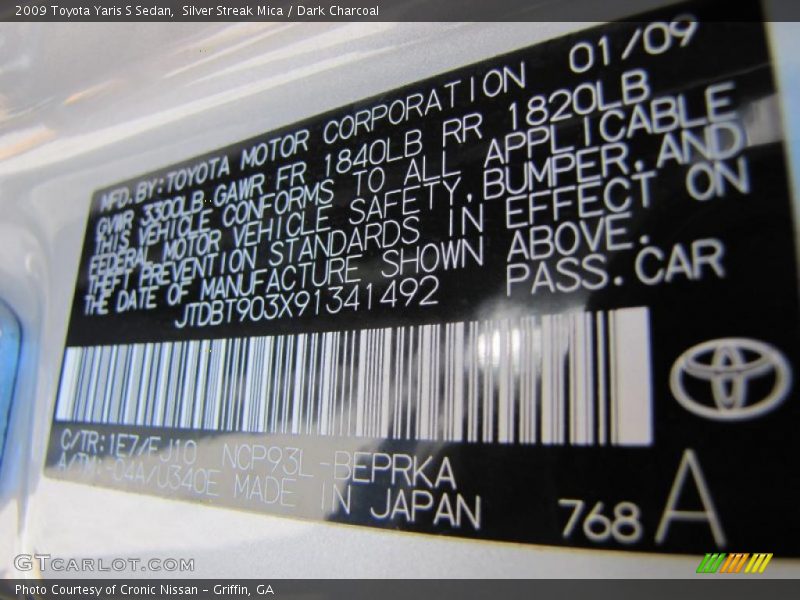 2009 Toyota Yaris S Sedan,  Silver Streak Mica / Dark Charcoal
MFD.BY:TOYOTA MOTOR CORPORATION 01/09
GVWR 3300LB GAWR FR 1840LB RR 1820LB
THIS VEHICLE CONFORMS TO ALL APPLICABLE
FEDERAL MOTOR VEHICLE SAFETY,BUMPER,AND
THEFT PREVENTION STANDARDS IN EFFECT ON
THE DATE OF MANUFACTURE SHOWN ABOVE.
JTDBT903X91341492 PASS.CAR
C/TR:1E7/FJ10 NCP93L-BEPRKA
A/TM:-04A/U340E MADE IN JAPAN
768 A
GTCARLOT.COM
Photo Courtesy of Cronic Nissan - Griffin, GA